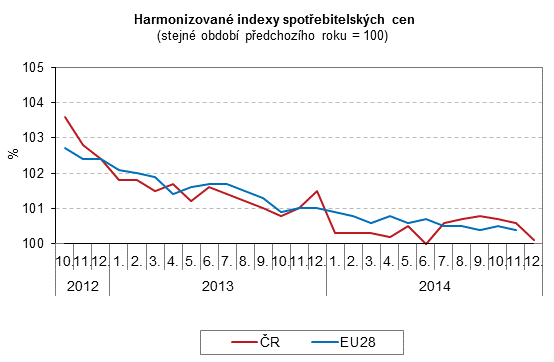 Harmonizované indexy spotřebitelských cen
(stejné období předchozího roku = 100)
%
105
104
103
102
101
100
10. 11. 12. 1. 2. 3. 4. 5. 6. 7. 8. 9. 10. 11. 12. 1. 2. 3. 4. 5. 6. 7. 8. 9. 10. 11. 12.
2012 2013 2014
ČR EU28